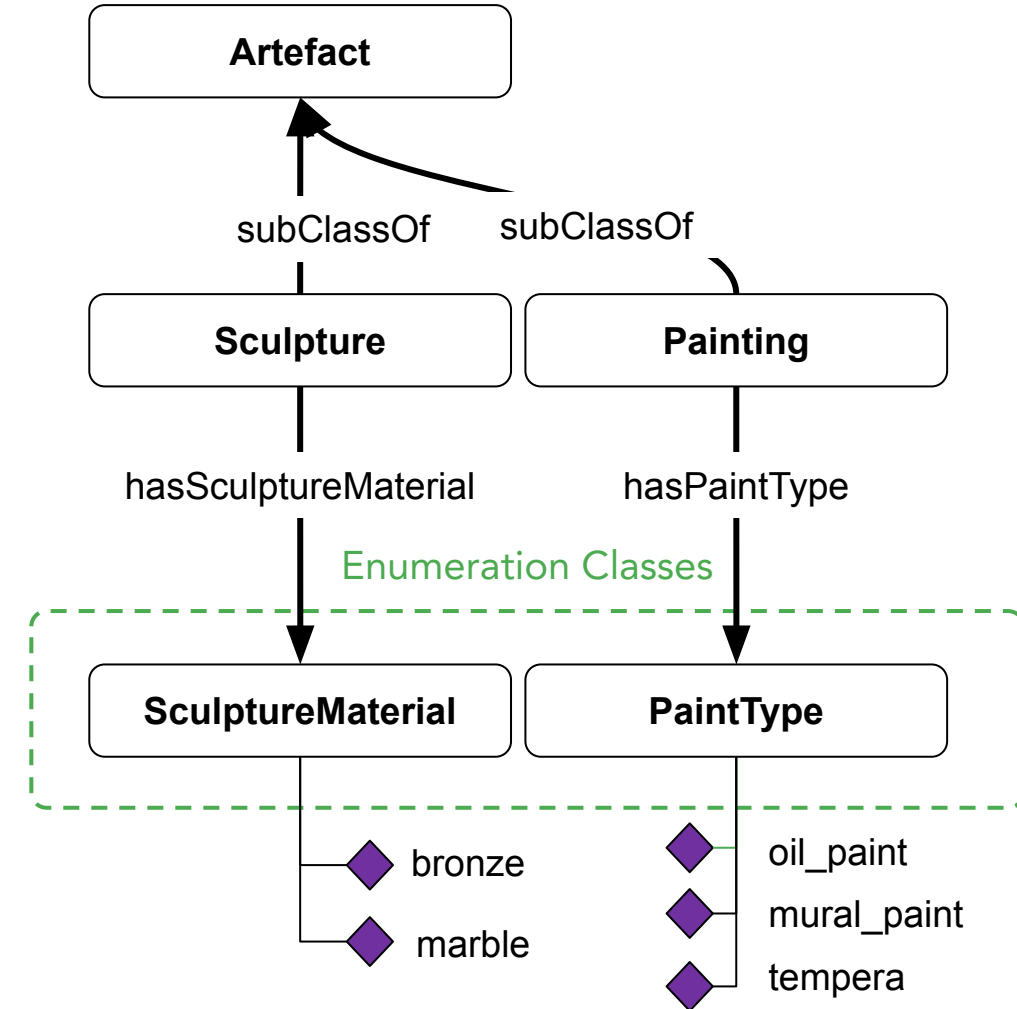 Artefact
subClassOf
subClassOf
Sculpture
Painting
hasSculptureMaterial
hasPaintType
Enumeration Classes
SculptureMaterial
PaintType
bronze
marble
oil_paint
mural_paint
tempera